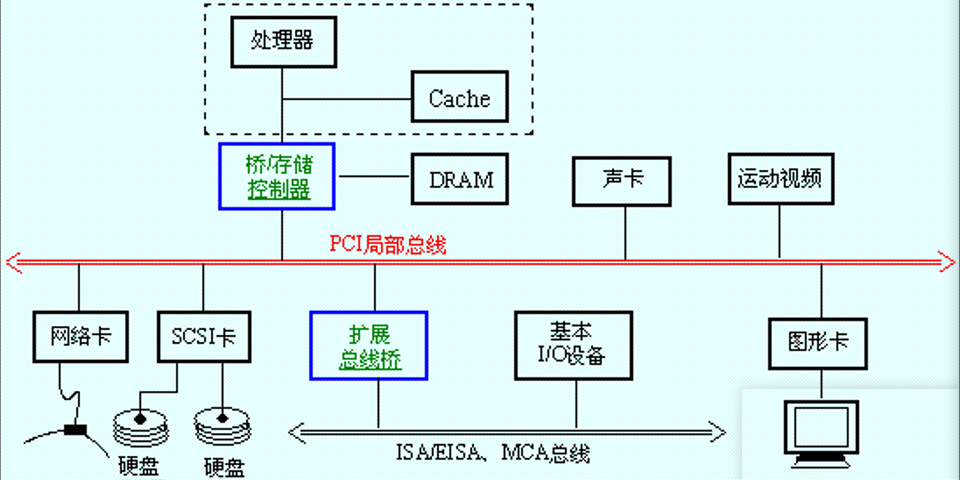 处理器
Cache
桥/存储
控制器
DRAM
声卡
运动视频
PCI局部总线
网络卡
SCSI卡
扩展
总线桥
基本
I/O设备
图形卡
硬盘
硬盘
ISA/EISA、MCA总线